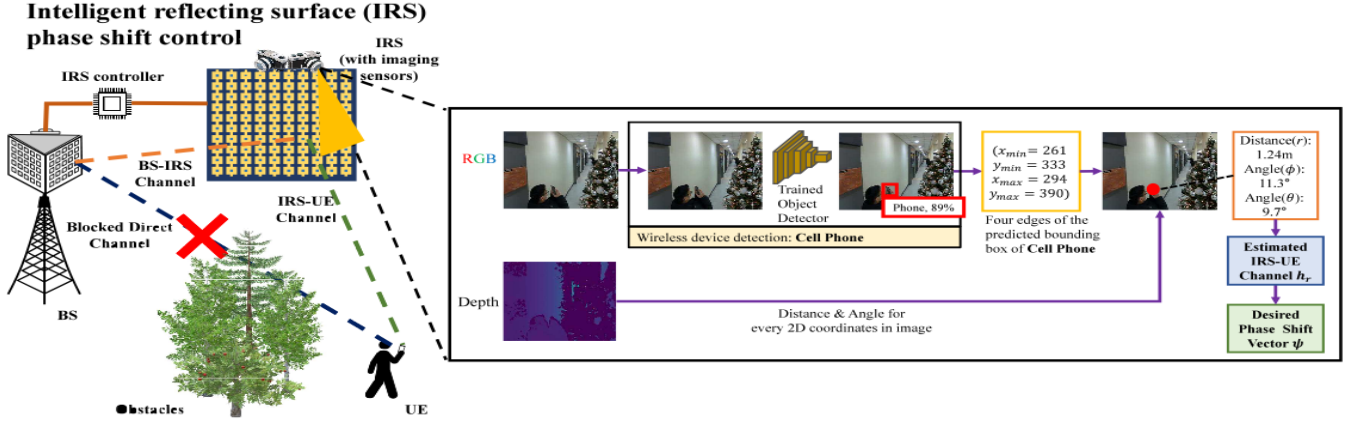 Intelligent reflecting surface (IRS)
phase shift control
IRS
(with imaging
sensors)
IRS controller
BS-IRS
Channel
IRS-UE
Channel
Blocked Direct
Channel
BS
Obstacles
UE
RGB
Trained
Object
Detector
Phone, 89%
Wireless device detection: Cell Phone
(x_min = 261
y_min = 333
x_max = 294
y_max = 390)
Four edges of the
predicted bounding
box of Cell Phone
Distance(r):
1.24m
Angle(ϕ):
11.3°
Angle(θ):
9.7°
Estimated
IRS-UE
Channel h_r
Desired
Phase Shift
Vector ψ
Depth
Distance & Angle for
every 2D coordinates in image